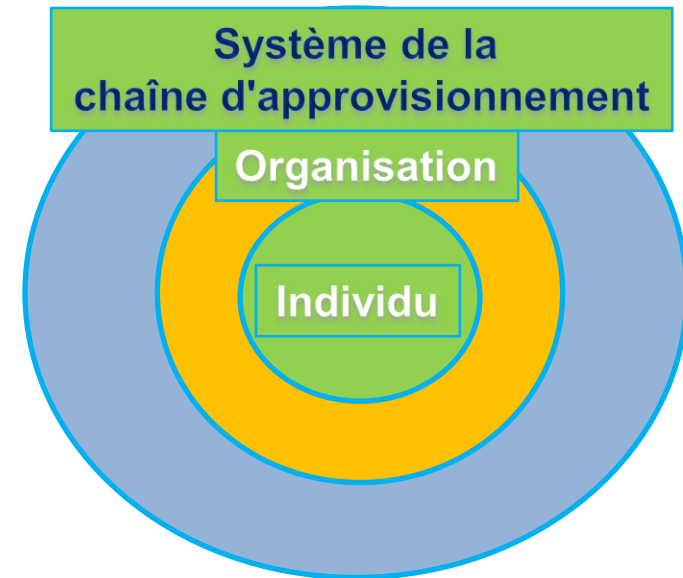 Système de la
chaîne d'approvisionnement
Organisation
Individu